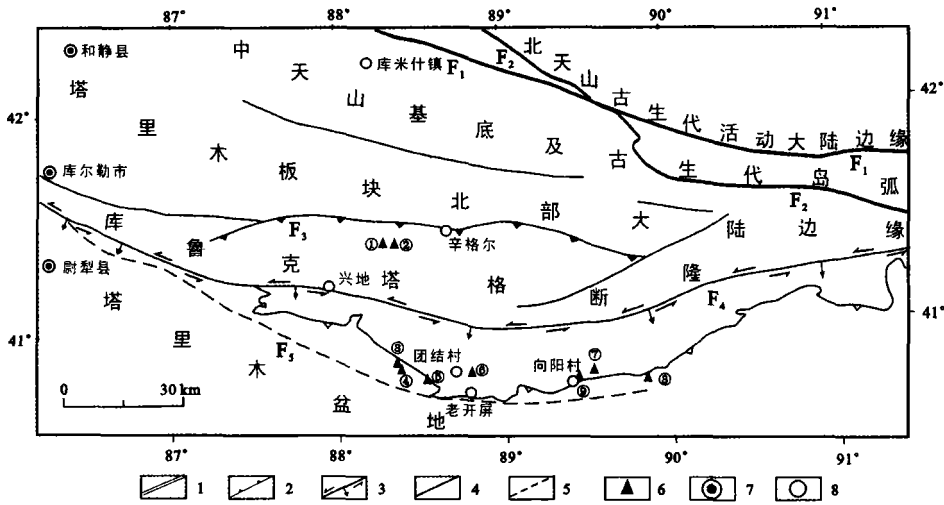 87° 88° 89° 90° 91°
和静县
库米什镇
F₁
F₂
北天山古生代活动大陆边缘
中天山基底及古生代岛弧
F₁
F₂
42°
42°
塔里木板块北部大陆边缘
库尔勒市
库鲁克塔格断隆
F₃
① ②
辛格尔
尉犁县
兴地
F₄
41°
41°
塔里木盆地
F₅
③
④
团结村
⑤
⑥
老开屏
向阳村
⑦
⑨
⑧
0 30 km
87° 88° 89° 90° 91°
1 2 3 4 5 6 7 8